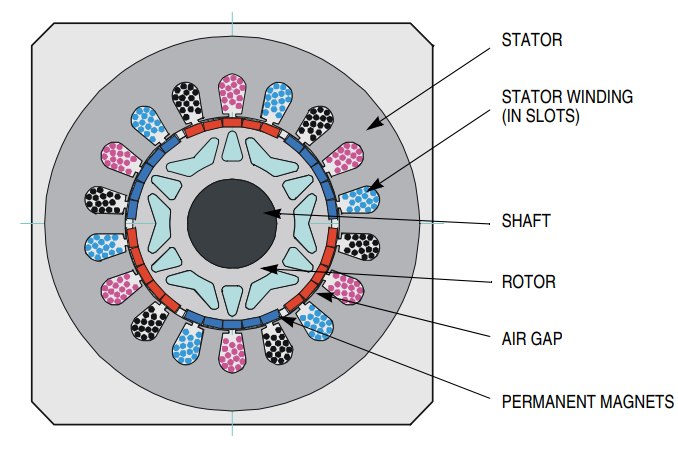 STATOR
STATOR WINDING
(IN SLOTS)
SHAFT
ROTOR
AIR GAP
PERMANENT MAGNETS